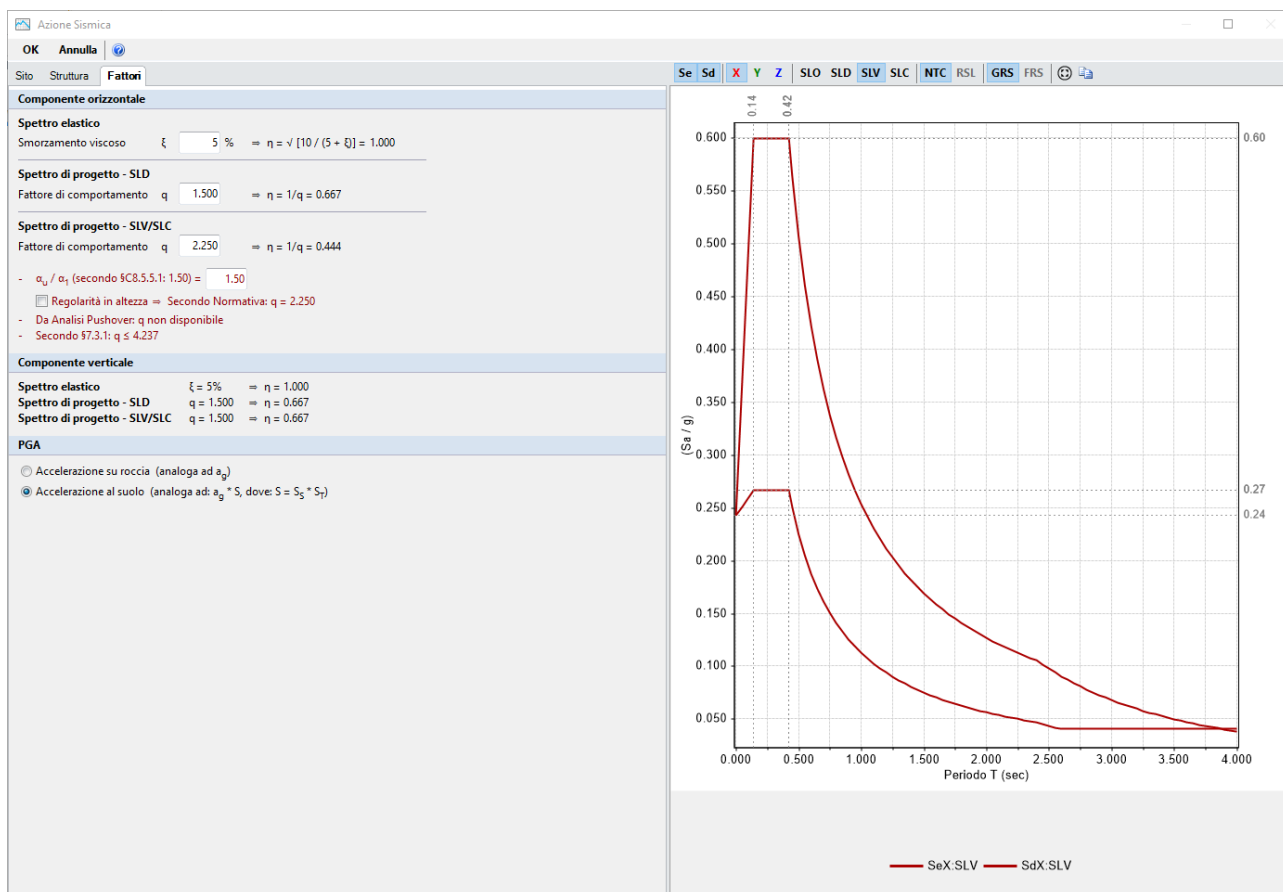 Azione Sismica
OK Annulla
Sito Struttura Fattori
Componente orizzontale
Spettro elastico
Smorzamento viscoso ξ 5 % ⇒ η = √ [10 / (5 + ξ)] = 1.000
Spettro di progetto - SLD
Fattore di comportamento q 1.500 ⇒ η = 1/q = 0.667
Spettro di progetto - SLV/SLC
Fattore di comportamento q 2.250 ⇒ η = 1/q = 0.444
- αu / α1 (secondo §C8.5.5.1: 1.50) = 1.50
Regolarità in altezza ⇒ Secondo Normativa: q = 2.250
- Da Analisi Pushover: q non disponibile
- Secondo §7.3.1: q ≤ 4.237
Componente verticale
Spettro elastico ξ = 5% ⇒ η = 1.000
Spettro di progetto - SLD q = 1.500 ⇒ η = 0.667
Spettro di progetto - SLV/SLC q = 1.500 ⇒ η = 0.667
PGA
Accelerazione su roccia (analoga ad ag)
Accelerazione al suolo (analoga ad: ag * S, dove: S = SS * ST)
Se Sd X Y Z SLO SLD SLV SLC NTC RSL GRS FRS
0.14
0.42
0.600
0.550
0.500
0.450
0.400
0.350
0.300
0.250
0.200
0.150
0.100
0.050
(Sa / g)
0.60
0.27
0.24
0.000 0.500 1.000 1.500 2.000 2.500 3.000 3.500 4.000
Periodo T (sec)
SeX:SLV SdX:SLV